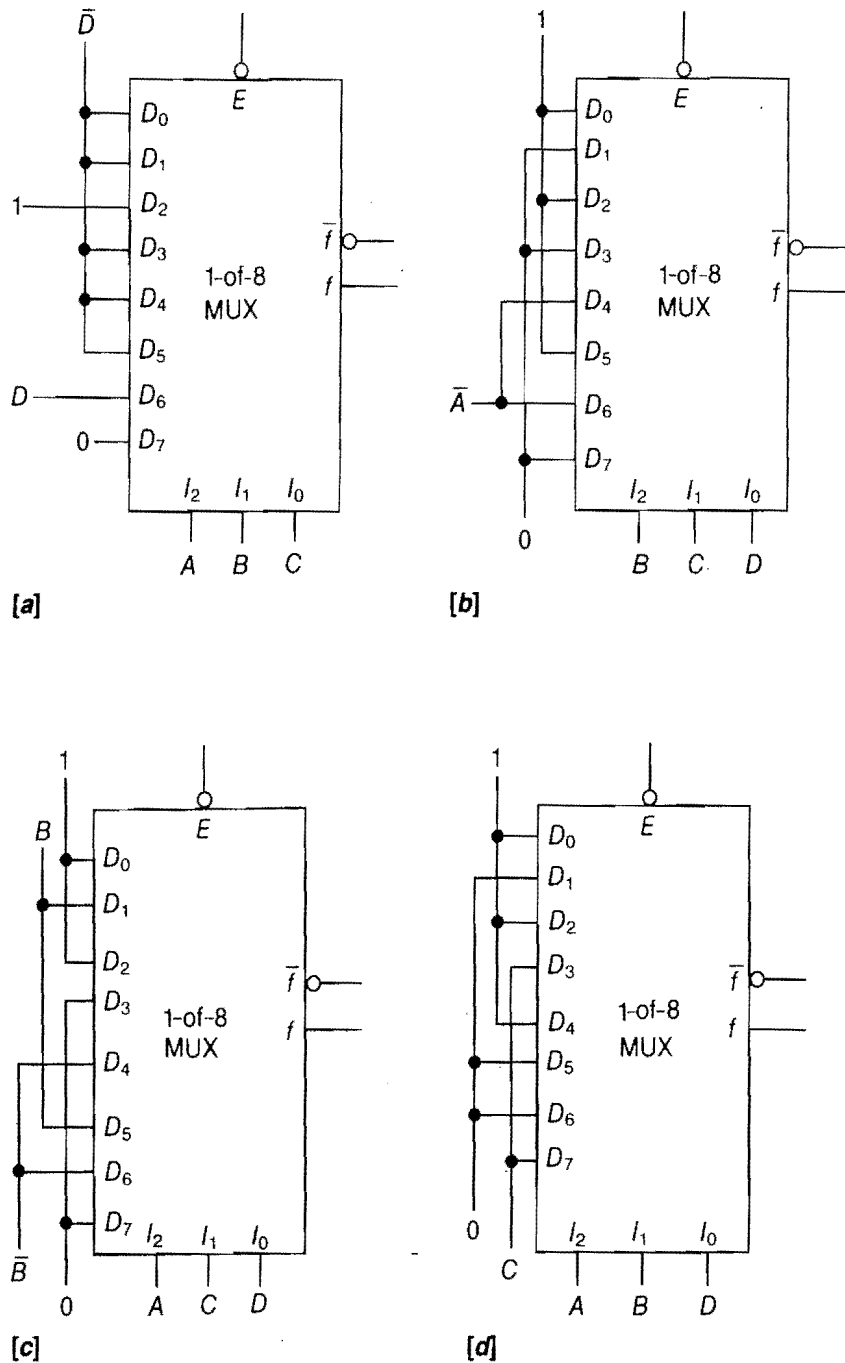 D̄
E
D₀
D₁
1
D₂
f̄
D₃
1-of-8
MUX
f
D₄
D₅
D
D₆
0
D₇
I₂ I₁ I₀
A B C
[a]
1
E
D₀
D₁
D₂
f̄
D₃
1-of-8
MUX
f
D₄
D₅
Ā
D₆
D₇
I₂ I₁ I₀
0
B C D
[b]
1
B
E
D₀
D₁
D₂
f̄
D₃
1-of-8
MUX
f
D₄
D₅
D₆
D₇
I₂ I₁ I₀
B̄
0
A C D
[c]
1
E
D₀
D₁
D₂
D₃
f̄
1-of-8
MUX
f
D₄
D₅
D₆
D₇
0
I₂ I₁ I₀
C
A B D
[d]